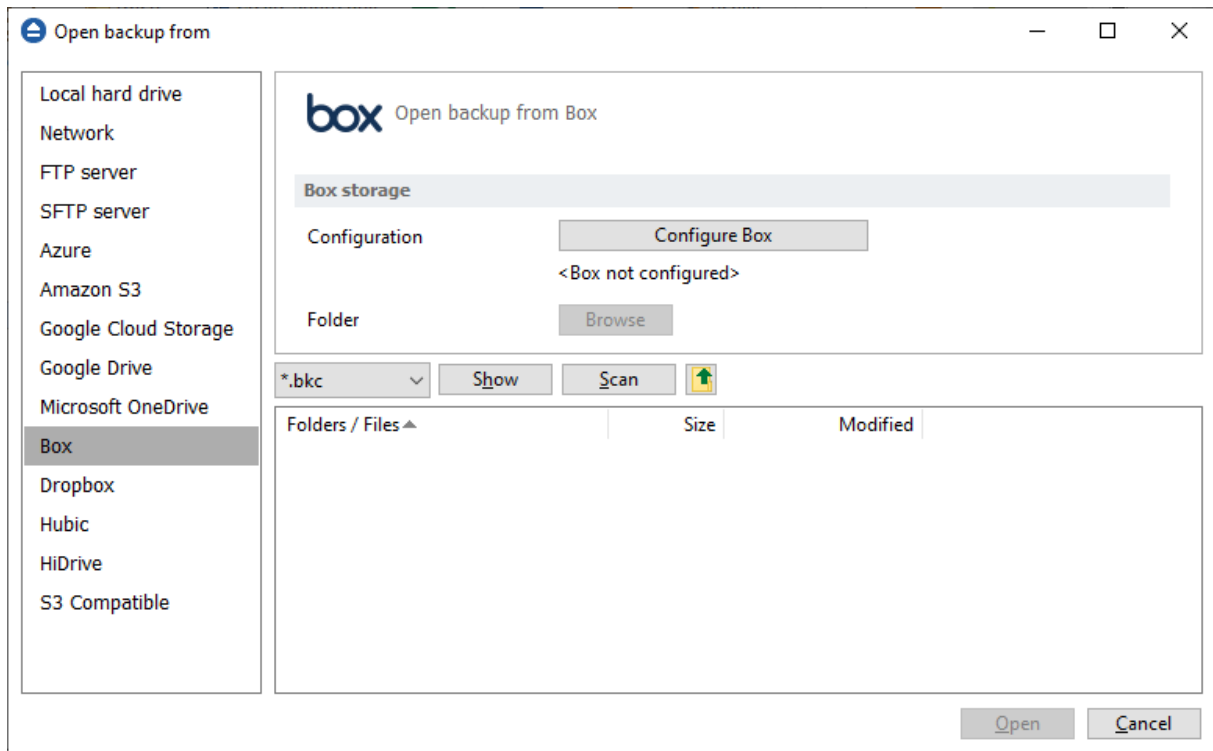 Open backup from
Local hard drive
Network
FTP server
SFTP server
Azure
Amazon S3
Google Cloud Storage
Google Drive
Microsoft OneDrive
Box
Dropbox
Hubic
HiDrive
S3 Compatible
box Open backup from Box
Box storage
Configuration Configure Box
<Box not configured>
Folder Browse
*.bkc Show Scan
Folders / Files Size Modified
Open Cancel